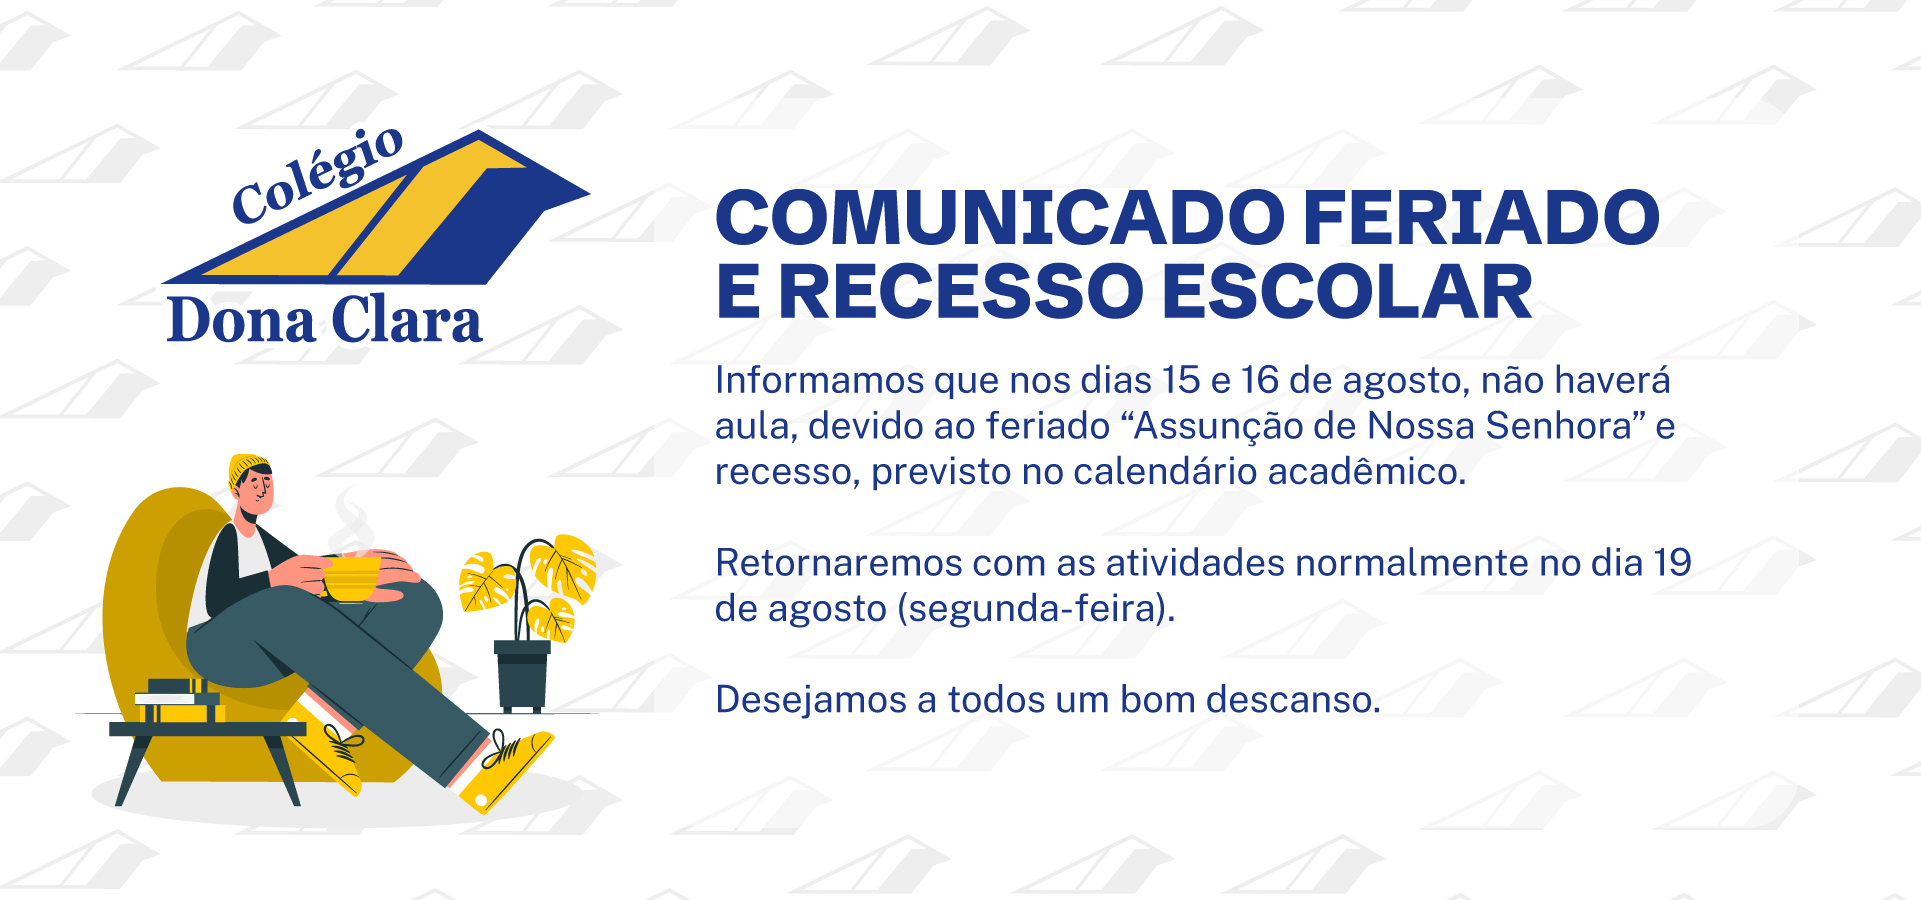 Colégio
Dona Clara
COMUNICADO FERIADO
E RECESSO ESCOLAR
Informamos que nos dias 15 e 16 de agosto, não haverá
aula, devido ao feriado “Assunção de Nossa Senhora” e
recesso, previsto no calendário acadêmico.
Retornaremos com as atividades normalmente no dia 19
de agosto (segunda-feira).
Desejamos a todos um bom descanso.